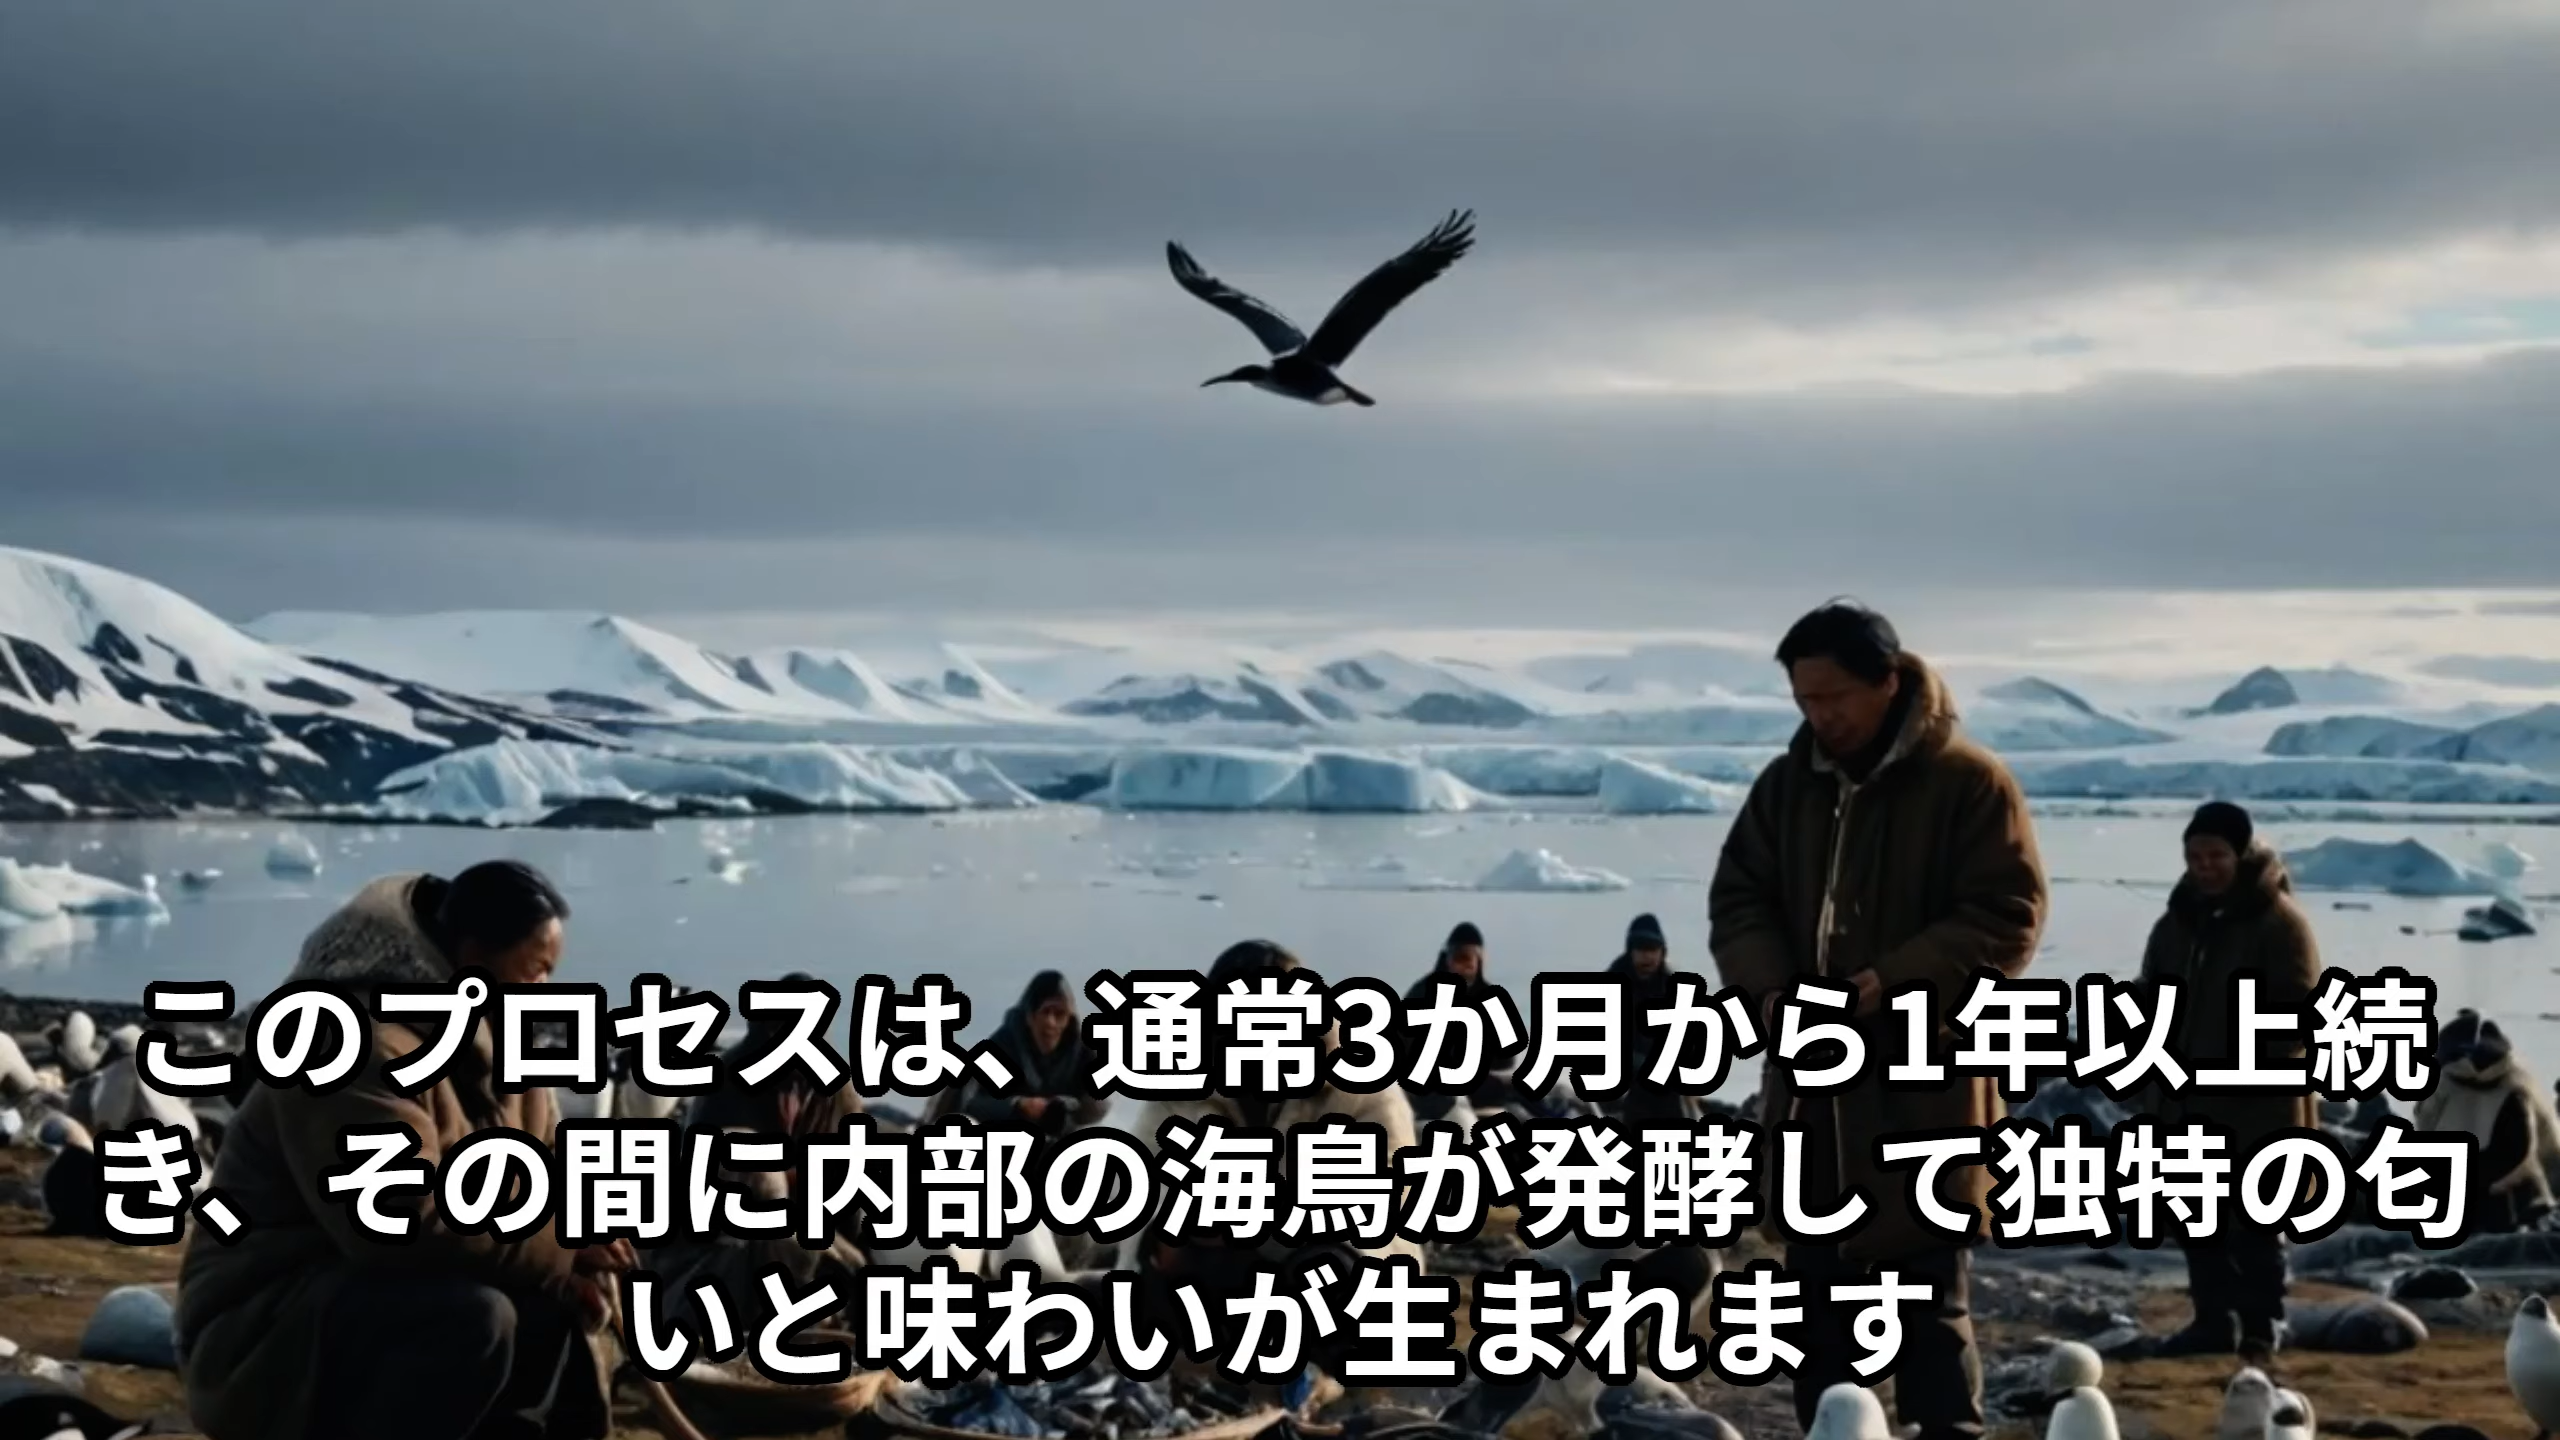 このプロセスは、通常3か月から1年以上続
き、その間に内部の海鳥が発酵して独特の匂
いと味わいが生まれます